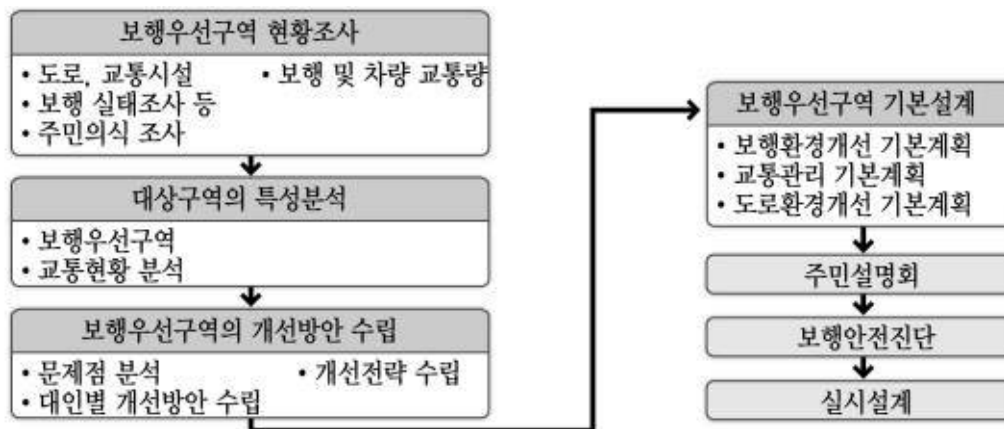 보행우선구역 현황조사
• 도로, 교통시설 • 보행 및 차량 교통량
• 보행 실태조사 등
• 주민의식 조사
대상구역의 특성분석
• 보행우선구역
• 교통현황 분석
보행우선구역의 개선방안 수립
• 문제점 분석 • 개선전략 수립
• 대인별 개선방안 수립
보행우선구역 기본설계
• 보행환경개선 기본계획
• 교통관리 기본계획
• 도로환경개선 기본계획
주민설명회
보행안전진단
실시설계